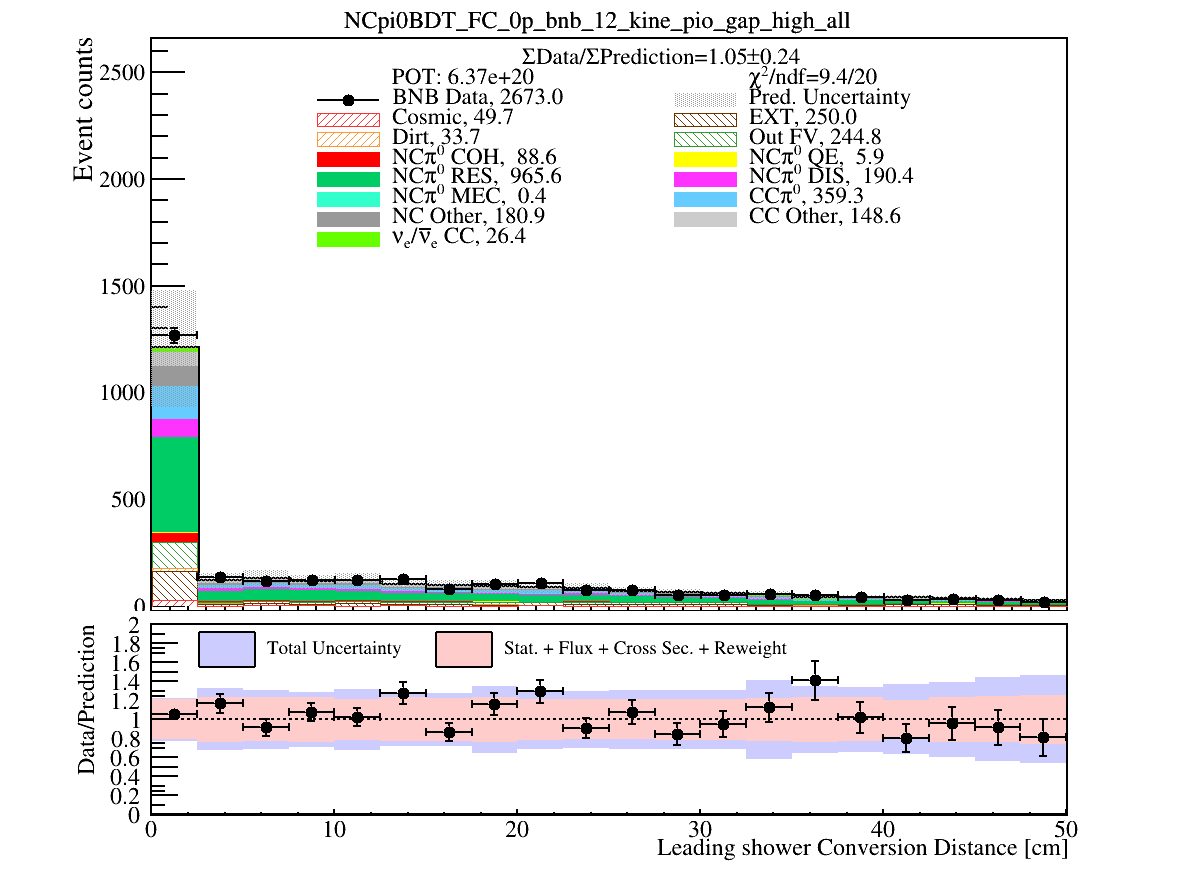 NCpi0BDT_FC_0p_bnb_12_kine_pio_gap_high_all
ΣData/ΣPrediction=1.05±0.24
POT: 6.37e+20
χ²/ndf=9.4/20
BNB Data, 2673.0
Pred. Uncertainty
Cosmic, 49.7
EXT, 250.0
Dirt, 33.7
Out FV, 244.8
NCπ⁰ COH, 88.6
NCπ⁰ QE, 5.9
NCπ⁰ RES, 965.6
NCπ⁰ DIS, 190.4
NCπ⁰ MEC, 0.4
CCπ⁰, 359.3
NC Other, 180.9
CC Other, 148.6
νₑ/ν̅ₑ CC, 26.4
Event counts
2500
2000
1500
1000
500
0
Total Uncertainty
Stat. + Flux + Cross Sec. + Reweight
Data/Prediction
2
1.8
1.6
1.4
1.2
1
0.8
0.6
0.4
0.2
0
0 10 20 30 40 50
Leading shower Conversion Distance [cm]